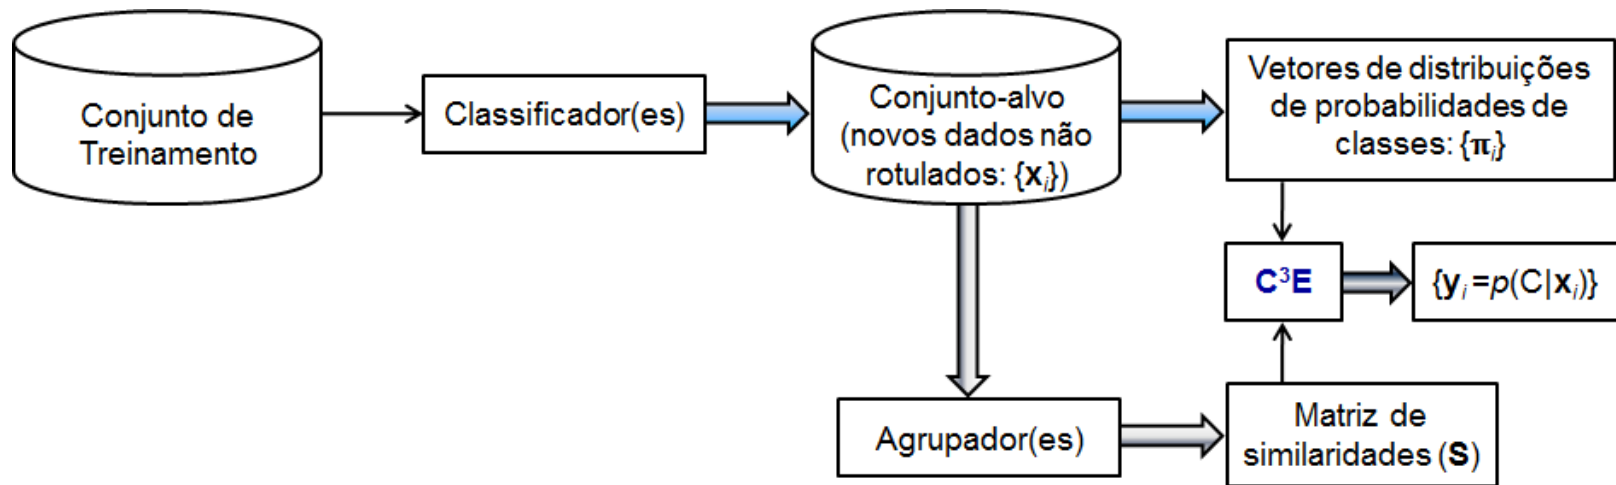 Conjunto de
Treinamento
Classificador(es)
Conjunto-alvo
(novos dados não
rotulados: {xᵢ})
Vetores de distribuições
de probabilidades de
classes: {πᵢ}
C³E
{yᵢ =p(C|xᵢ)}
Agrupador(es)
Matriz de
similaridades (S)